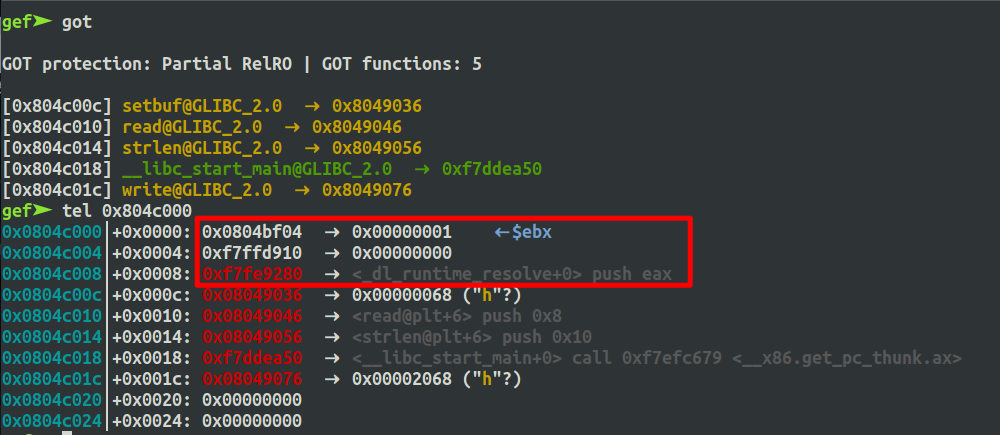 gef➤ got
GOT protection: Partial RelRO | GOT functions: 5
[0x804c00c] setbuf@GLIBC_2.0 → 0x8049036
[0x804c010] read@GLIBC_2.0 → 0x8049046
[0x804c014] strlen@GLIBC_2.0 → 0x8049056
[0x804c018] __libc_start_main@GLIBC_2.0 → 0xf7ddea50
[0x804c01c] write@GLIBC_2.0 → 0x8049076
gef➤ tel 0x804c000
0x0804c000│+0x0000: 0x0804bf04 → 0x00000001 ←$ebx
0x0804c004│+0x0004: 0xf7ffd910 → 0x00000000
0x0804c008│+0x0008: 0xf7fe9280 → <_dl_runtime_resolve+0> push eax
0x0804c00c│+0x000c: 0x08049036 → 0x00000068 ("h"?)
0x0804c010│+0x0010: 0x08049046 → <read@plt+6> push 0x8
0x0804c014│+0x0014: 0x08049056 → <strlen@plt+6> push 0x10
0x0804c018│+0x0018: 0xf7ddea50 → <__libc_start_main+0> call 0xf7efc679 <__x86.get_pc_thunk.ax>
0x0804c01c│+0x001c: 0x08049076 → 0x00002068 ("h"?)
0x0804c020│+0x0020: 0x00000000
0x0804c024│+0x0024: 0x00000000